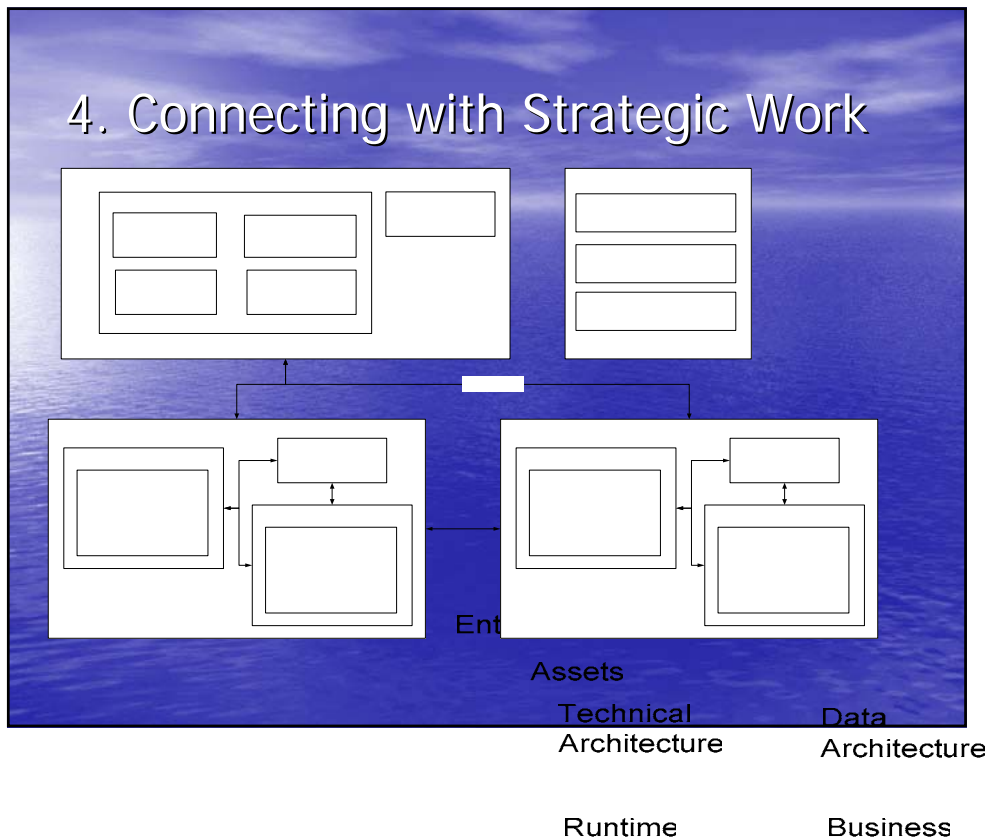 4. Connecting with Strategic Work
Ent
Assets
Technical
Architecture
Data
Architecture
Runtime
Business